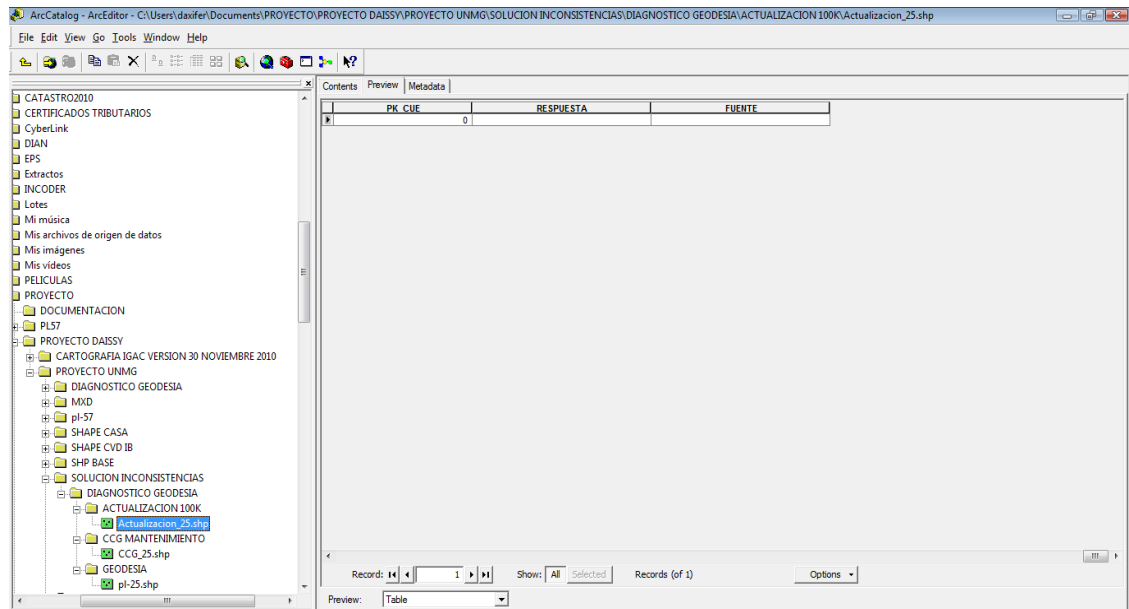 ArcCatalog - ArcEditor - C:\Users\daxifer\Documents\PROYECTO\PROYECTO DAISSY\PROYECTO UNMG\SOLUCION INCONSISTENCIAS\DIAGNOSTICO GEODESIA\ACTUALIZACION 100K\Actualizacion_25.shp
File Edit View Go Tools Window Help
Contents Preview Metadata
CATASTRO2010
CERTIFICADOS TRIBUTARIOS
CyberLink
DIAN
EPS
Extractos
INCODER
Lotes
Mi música
Mis archivos de origen de datos
Mis imágenes
Mis vídeos
PELICULAS
PROYECTO
DOCUMENTACION
PL57
PROYECTO DAISSY
CARTOGRAFIA IGAC VERSION 30 NOVIEMBRE 2010
PROYECTO UNMG
DIAGNOSTICO GEODESIA
MXD
pl-57
SHAPE CASA
SHAPE CVD IB
SHP BASE
SOLUCION INCONSISTENCIAS
DIAGNOSTICO GEODESIA
ACTUALIZACION 100K
Actualizacion_25.shp
CCG MANTENIMIENTO
CCG_25.shp
GEODESIA
pl-25.shp
PK_CUE RESPUESTA FUENTE
0
Record: 1 Show: All Selected Records (of 1) Options
Preview: Table